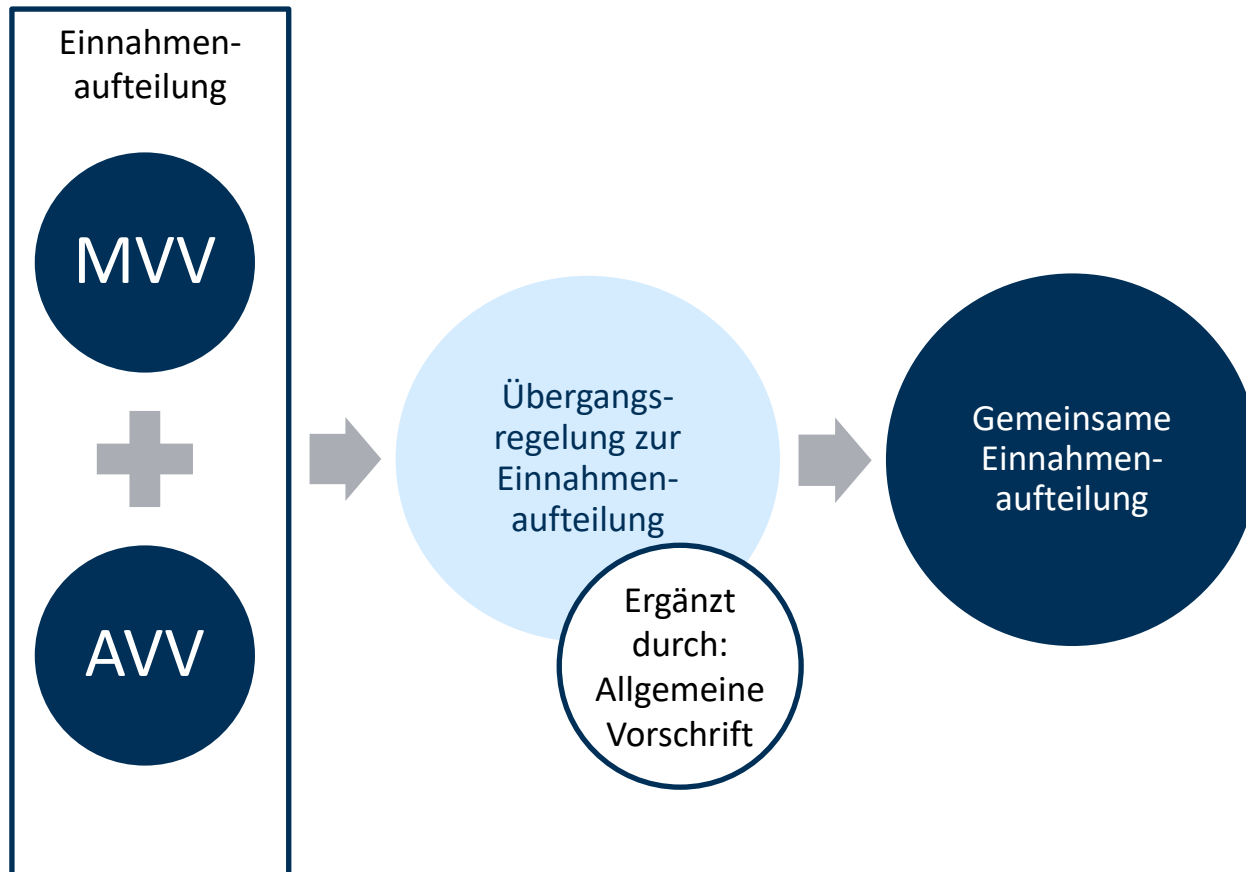 Einnahmen-
aufteilung
MVV
AVV
Übergangs-
regelung zur
Einnahmen-
aufteilung
Ergänzt
durch:
Allgemeine
Vorschrift
Gemeinsame
Einnahmen-
aufteilung